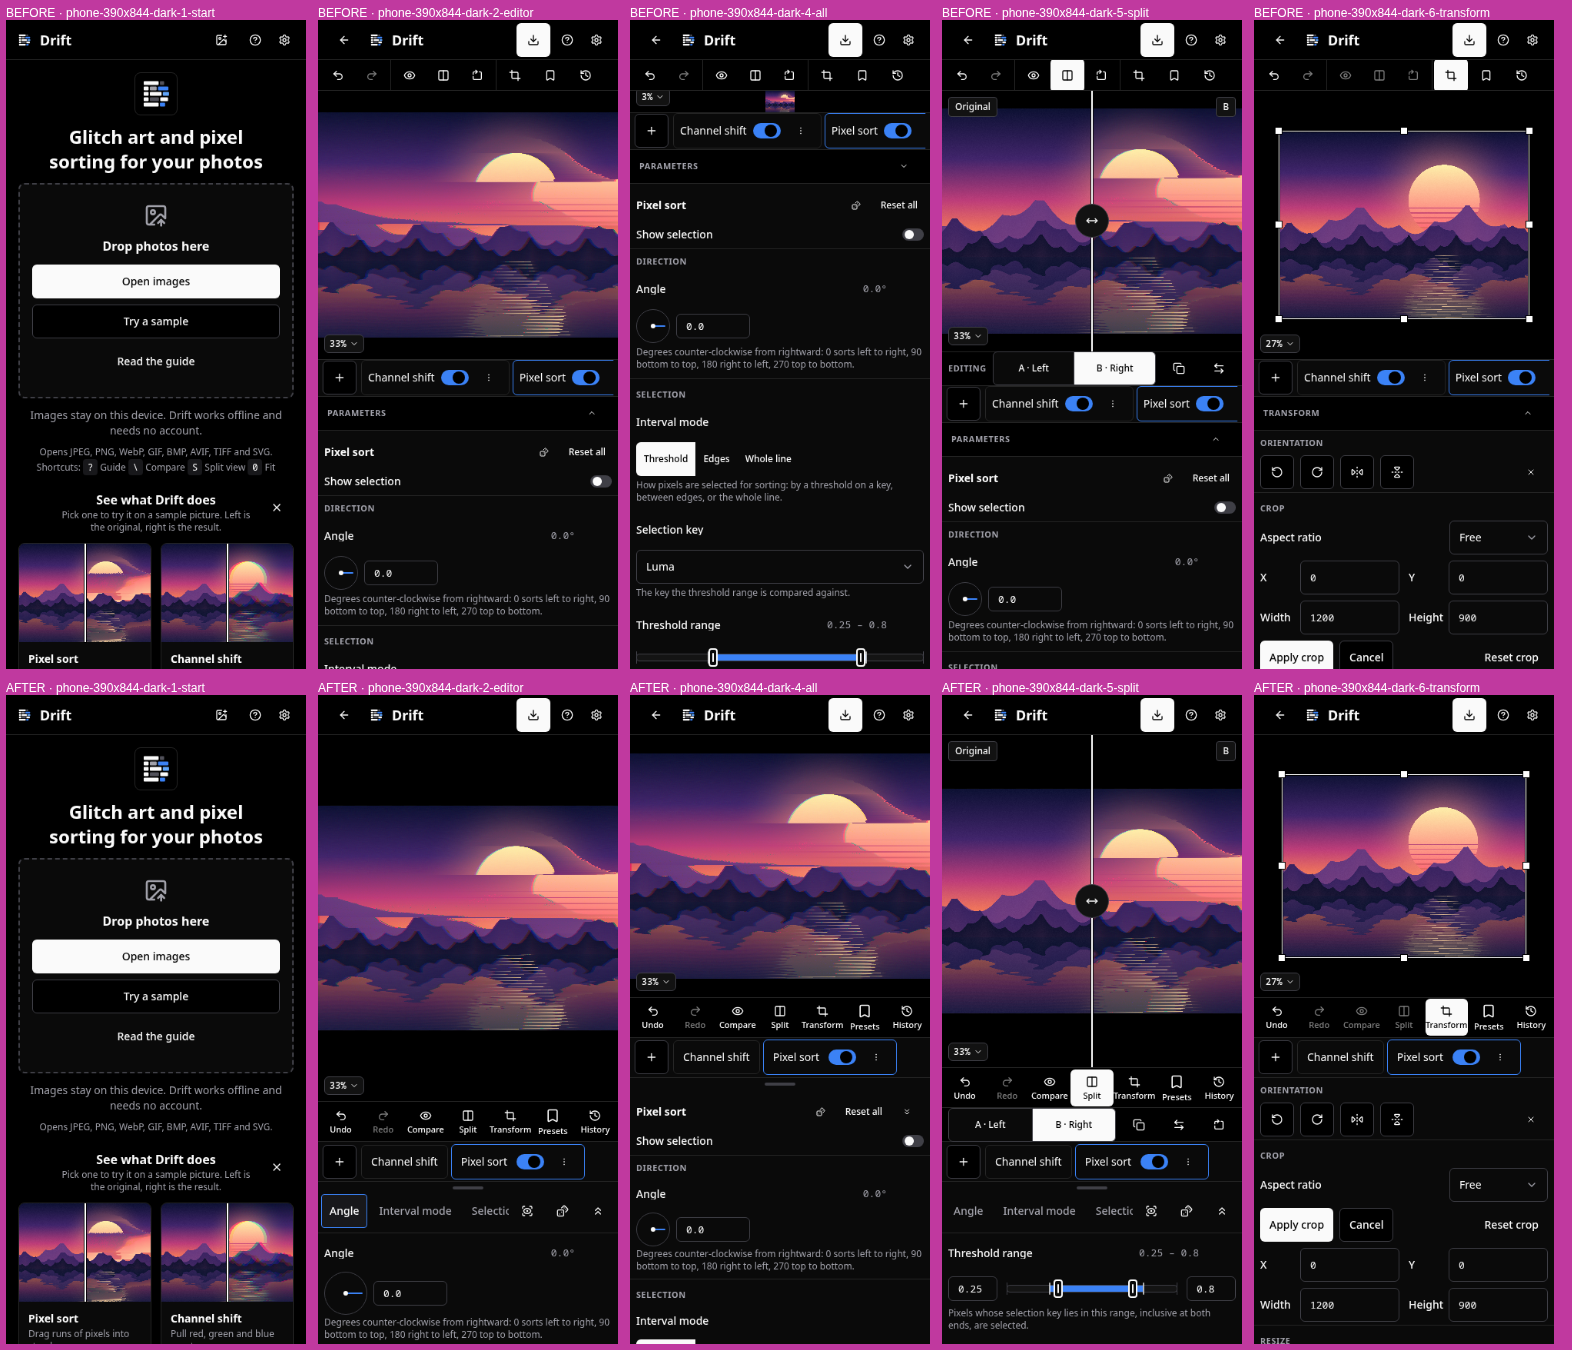 BEFORE · phone-390x844-dark-1-start
Drift
Glitch art and pixel
sorting for your photos
Drop photos here
Open images
Try a sample
Read the guide
Images stay on this device. Drift works offline and
needs no account.
Opens JPEG, PNG, WebP, GIF, BMP, AVIF, TIFF and SVG.
Shortcuts: ? Guide \ Compare S Split view 0 Fit
See what Drift does
Pick one to try it on a sample picture. Left is
the original, right is the result.
Pixel sort
Channel shift
BEFORE · phone-390x844-dark-2-editor
Drift
33%
Channel shift
Pixel sort
PARAMETERS
Pixel sort
Reset all
Show selection
DIRECTION
Angle
0.0°
0.0
Degrees counter-clockwise from rightward: 0 sorts left to right, 90
bottom to top, 180 right to left, 270 top to bottom.
SELECTION
Interval mode
BEFORE · phone-390x844-dark-4-all
Drift
3%
Channel shift
Pixel sort
PARAMETERS
Pixel sort
Reset all
Show selection
DIRECTION
Angle
0.0°
0.0
Degrees counter-clockwise from rightward: 0 sorts left to right, 90
bottom to top, 180 right to left, 270 top to bottom.
SELECTION
Interval mode
Threshold
Edges
Whole line
How pixels are selected for sorting: by a threshold on a key,
between edges, or the whole line.
Selection key
Luma
The key the threshold range is compared against.
Threshold range
0.25 – 0.8
BEFORE · phone-390x844-dark-5-split
Drift
Original
B
33%
EDITING
A · Left
B · Right
Channel shift
Pixel sort
PARAMETERS
Pixel sort
Reset all
Show selection
DIRECTION
Angle
0.0°
0.0
Degrees counter-clockwise from rightward: 0 sorts left to right, 90
bottom to top, 180 right to left, 270 top to bottom.
SELECTION
BEFORE · phone-390x844-dark-6-transform
Drift
27%
Channel shift
Pixel sort
TRANSFORM
ORIENTATION
CROP
Aspect ratio
Free
X
0
Y
0
Width
1200
Height
900
Apply crop
Cancel
Reset crop
AFTER · phone-390x844-dark-1-start
Drift
Glitch art and pixel
sorting for your photos
Drop photos here
Open images
Try a sample
Read the guide
Images stay on this device. Drift works offline and
needs no account.
Opens JPEG, PNG, WebP, GIF, BMP, AVIF, TIFF and SVG.
See what Drift does
Pick one to try it on a sample picture. Left is
the original, right is the result.
Pixel sort
Drag runs of pixels into
Channel shift
Pull red, green and blue
AFTER · phone-390x844-dark-2-editor
Drift
33%
Undo
Redo
Compare
Split
Transform
Presets
History
Channel shift
Pixel sort
Angle
Interval mode
Selectic
Angle
0.0°
0.0
Degrees counter-clockwise from rightward: 0 sorts left to right, 90
bottom to top, 180 right to left, 270 top to bottom.
AFTER · phone-390x844-dark-4-all
Drift
33%
Undo
Redo
Compare
Split
Transform
Presets
History
Channel shift
Pixel sort
Pixel sort
Reset all
Show selection
DIRECTION
Angle
0.0°
0.0
Degrees counter-clockwise from rightward: 0 sorts left to right, 90
bottom to top, 180 right to left, 270 top to bottom.
SELECTION
Interval mode
AFTER · phone-390x844-dark-5-split
Drift
Original
B
33%
Undo
Redo
Compare
Split
Transform
Presets
History
A · Left
B · Right
Channel shift
Pixel sort
Angle
Interval mode
Selectic
Threshold range
0.25 – 0.8
0.25
0.8
Pixels whose selection key lies in this range, inclusive at both
ends, are selected.
AFTER · phone-390x844-dark-6-transform
Drift
27%
Undo
Redo
Compare
Split
Transform
Presets
History
Channel shift
Pixel sort
ORIENTATION
CROP
Aspect ratio
Free
Apply crop
Cancel
Reset crop
X
0
Y
0
Width
1200
Height
900
RESIZE